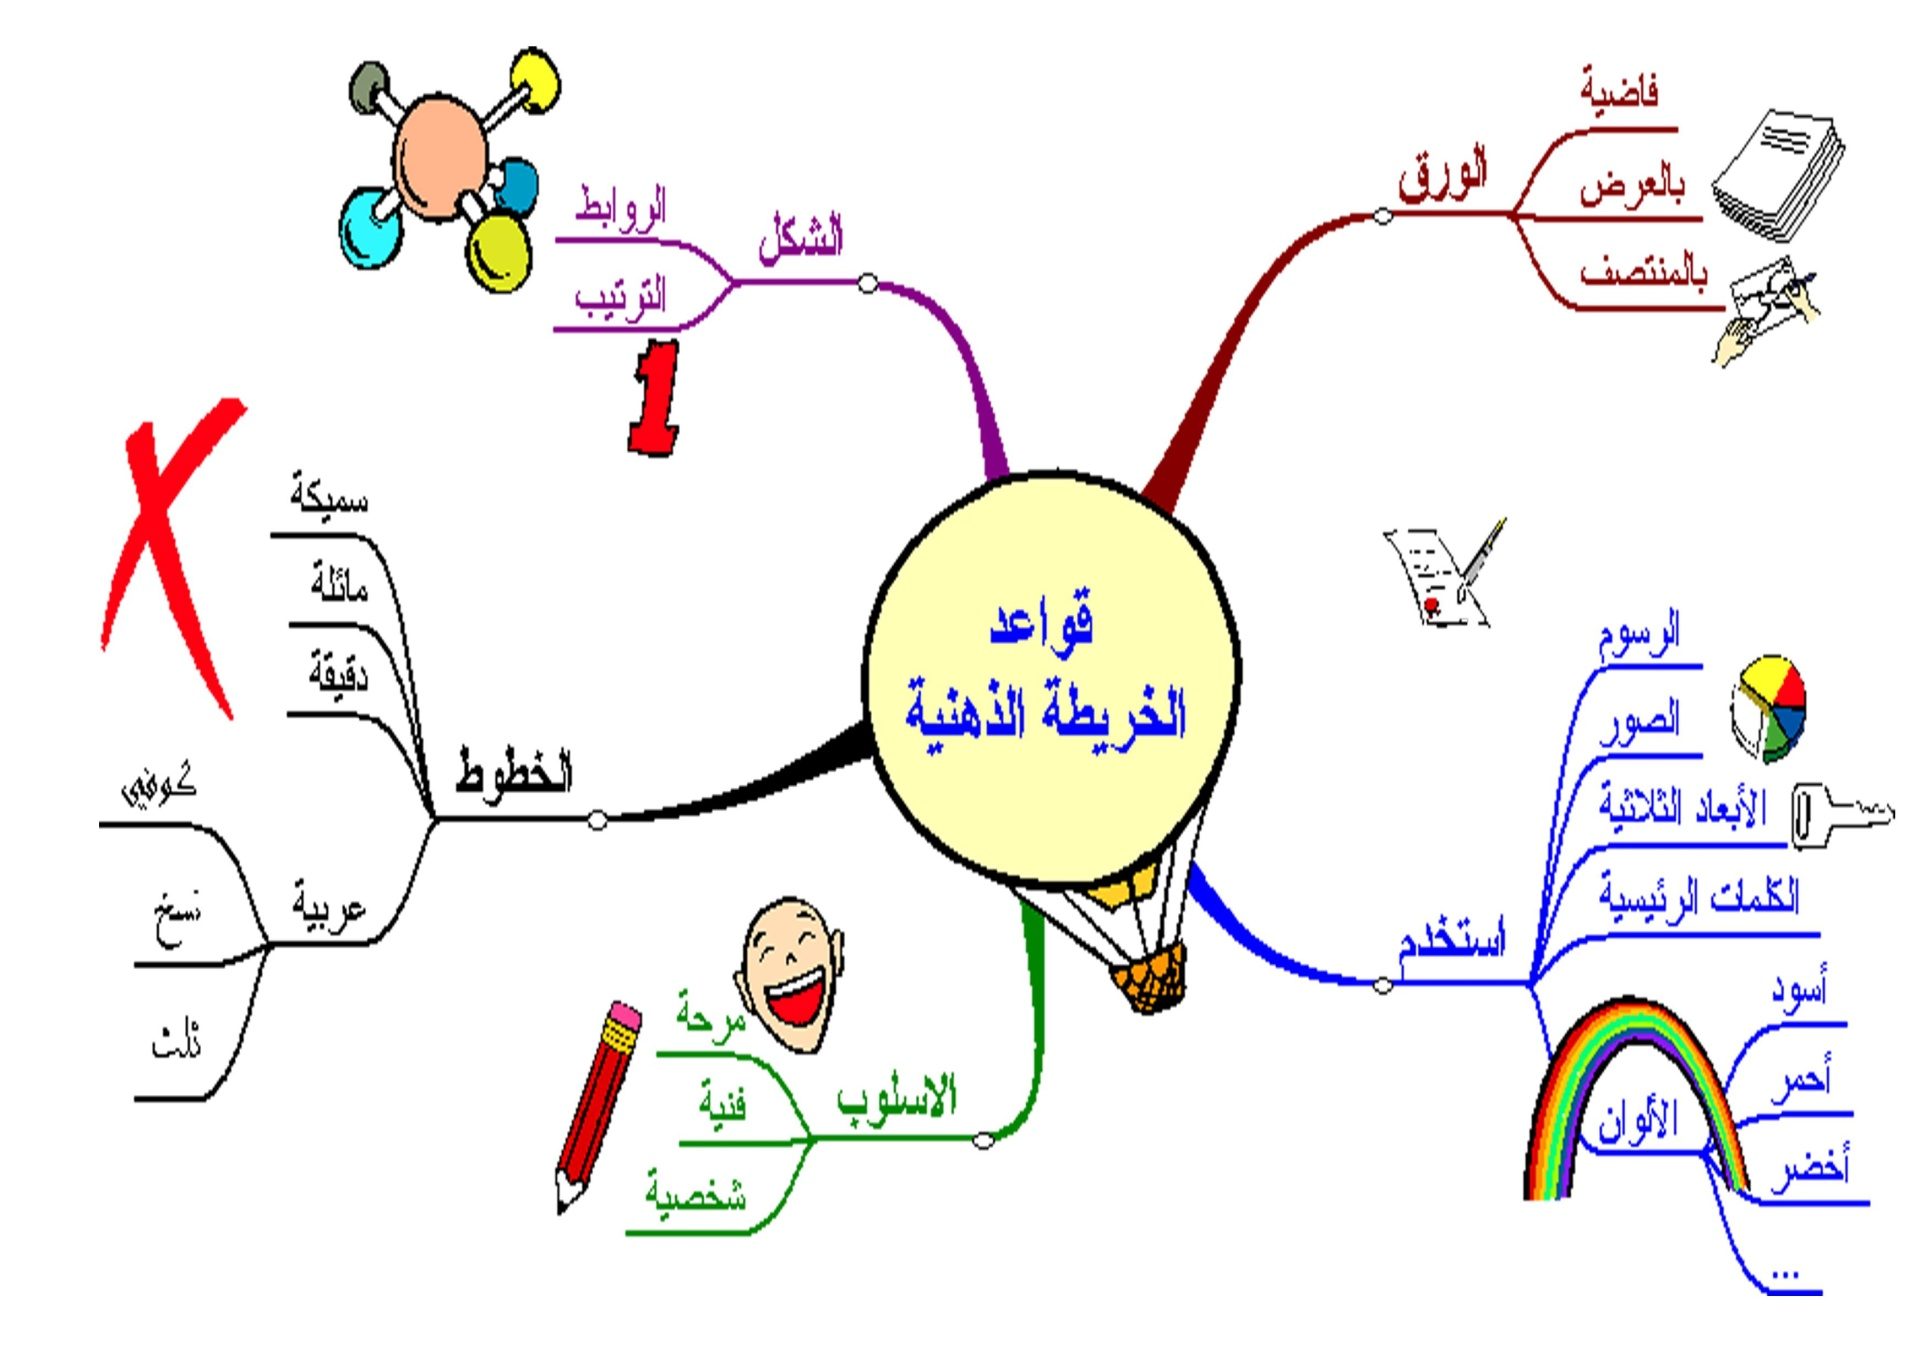 قواعد
الخريطة الذهنية
الورق
فاضية
بالعرض
بالمنتصف
استخدم
الرسوم
الصور
الأبعاد الثلاثية
الكلمات الرئيسية
الألوان
أسود
أحمر
أخضر
...
الاسلوب
مرحة
فنية
شخصية
الخطوط
سميكة
مائلة
دقيقة
عربية
كوفي
نسخ
ثلث
الشكل
الروابط
الترتيب
1